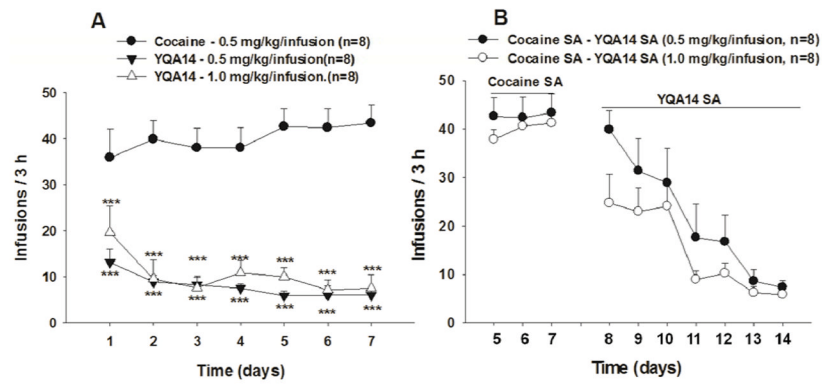 A
Cocaine - 0.5 mg/kg/infusion (n=8)
YQA14 - 0.5 mg/kg/infusion(n=8)
YQA14 - 1.0 mg/kg/infusion.(n=8)
50
40
30
20
10
0
Infusions / 3 h
***
***
***
***
***
***
***
***
***
***
***
***
***
***
1 2 3 4 5 6 7
Time (days)
B
Cocaine SA - YQA14 SA (0.5 mg/kg/infusion, n=8)
Cocaine SA - YQA14 SA (1.0 mg/kg/infusion, n=8)
Cocaine SA
YQA14 SA
50
40
30
20
10
0
Infusions / 3 h
5 6 7 8 9 10 11 12 13 14
Time (days)